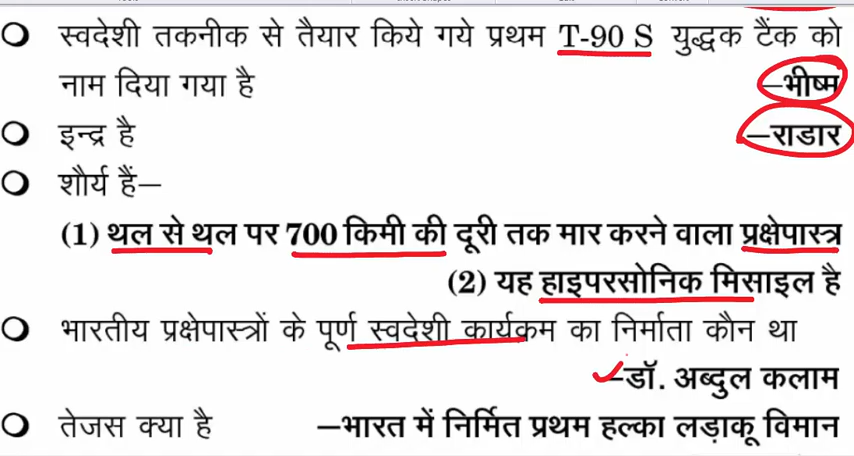 स्वदेशी तकनीक से तैयार किये गये प्रथम T-90 S युद्धक टैंक को
नाम दिया गया है –भीष्म
इन्द्र है –राडार
शौर्य हैं–
(1) थल से थल पर 700 किमी की दूरी तक मार करने वाला प्रक्षेपास्त्र
(2) यह हाइपरसोनिक मिसाइल है
भारतीय प्रक्षेपास्त्रों के पूर्ण स्वदेशी कार्यक्रम का निर्माता कौन था
–डॉ. अब्दुल कलाम
तेजस क्या है –भारत में निर्मित प्रथम हल्का लड़ाकू विमान